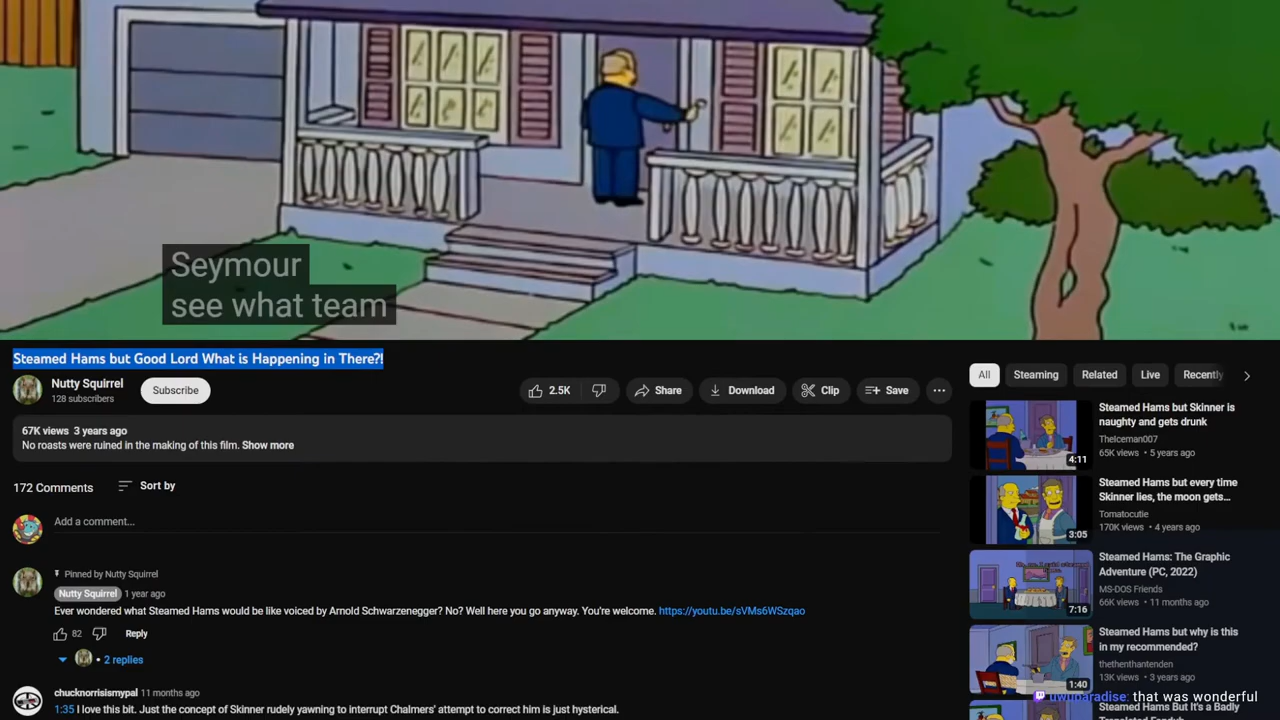 Seymour
see what team
Steamed Hams but Good Lord What is Happening in There?!
Nutty Squirrel
128 subscribers
Subscribe
2.5K
Share
Download
Clip
Save
67K views 3 years ago
No roasts were ruined in the making of this film. Show more
172 Comments
Sort by
Add a comment...
Pinned by Nutty Squirrel
Nutty Squirrel 1 year ago
Ever wondered what Steamed Hams would be like voiced by Arnold Schwarzenegger? No? Well here you go anyway. You're welcome. https://youtu.be/sVMs6WSzqao
82
Reply
2 replies
chucknorrisismypal 11 months ago
1:35 I love this bit. Just the concept of Skinner rudely yawning to interrupt Chalmers' attempt to correct him is just hysterical.
All
Steaming
Related
Live
Recently
4:11
Steamed Hams but Skinner is
naughty and gets drunk
TheIceman007
65K views • 5 years ago
3:05
Steamed Hams but every time
Skinner lies, the moon gets...
Tomatocutie
170K views • 4 years ago
7:16
Steamed Hams: The Graphic
Adventure (PC, 2022)
MS-DOS Friends
66K views • 11 months ago
1:40
Steamed Hams but why is this
in my recommended?
thethenthantenden
13K views • 3 years ago
uwuparadise: that was wonderful
Steamed Hams But It's a Badly